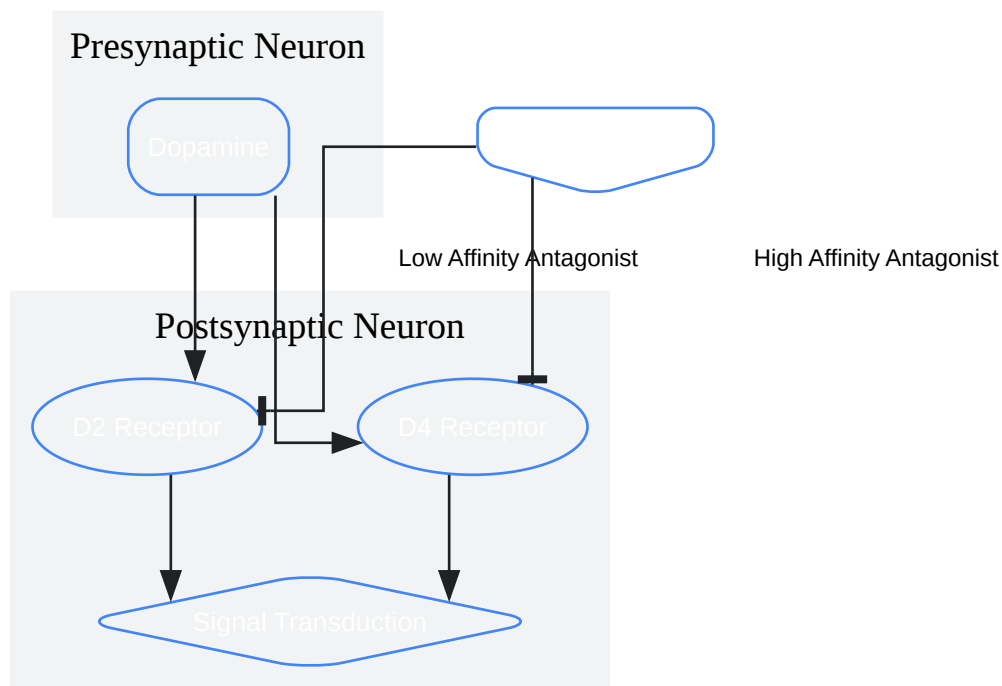 Presynaptic Neuron
Dopamine
Low Affinity Antagonist
High Affinity Antagonist
Postsynaptic Neuron
D2 Receptor
D4 Receptor
Signal Transduction